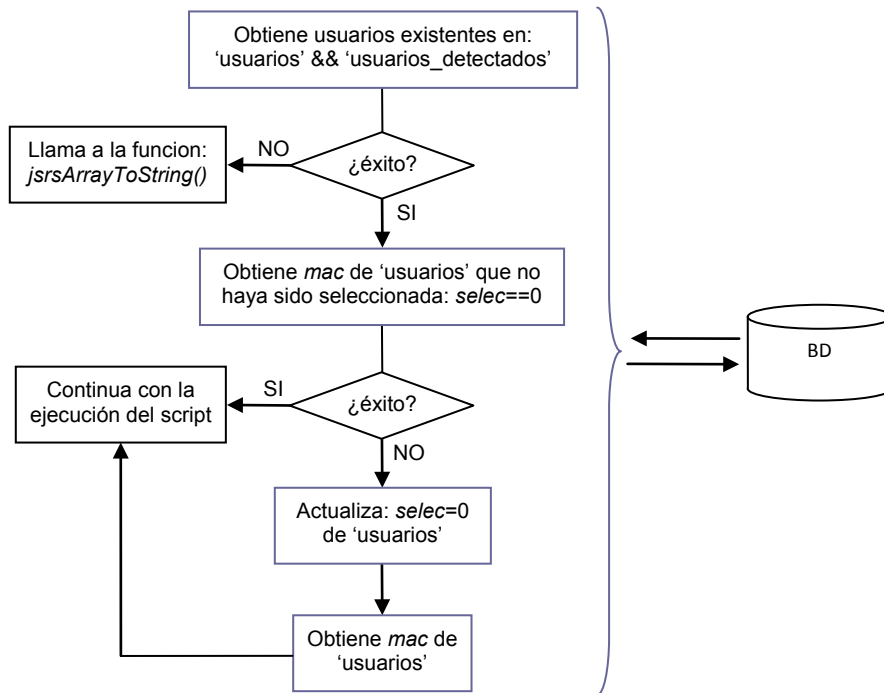 Obtiene usuarios existentes en:
‘usuarios’ && ‘usuarios_detectados’
Llama a la funcion:
jsrsArrayToString()
NO
¿éxito?
SI
Obtiene mac de ‘usuarios’ que no
haya sido seleccionada: selec==0
BD
Continua con la
ejecución del script
SI
¿éxito?
NO
Actualiza: selec=0
de ‘usuarios’
Obtiene mac de
‘usuarios’